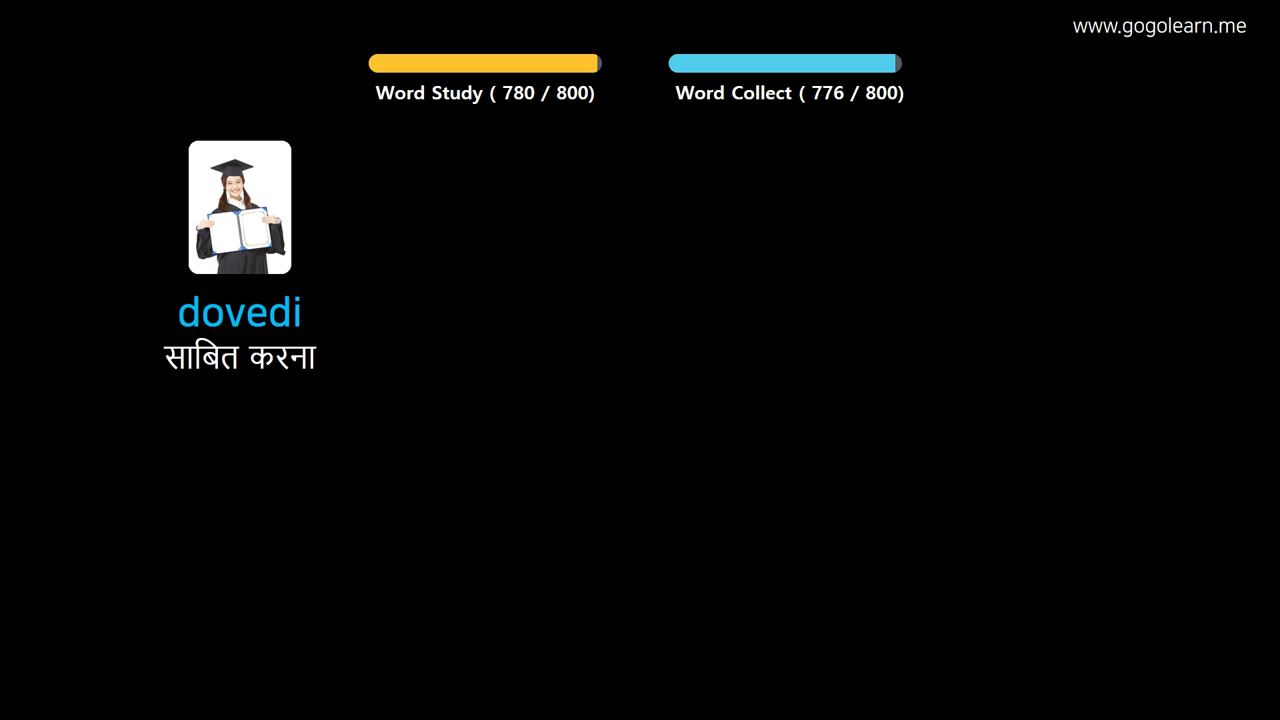 www.gogolearn.me
Word Study ( 780 / 800)
Word Collect ( 776 / 800)
dovedi
साबित करना